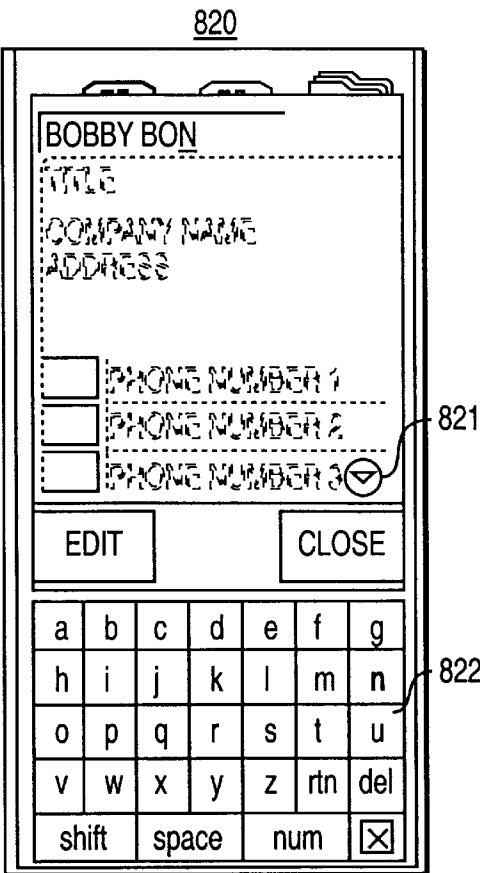 820
BOBBY BON
TITLE
COMPANY NAME
ADDRESS
PHONE NUMBER 1
PHONE NUMBER 2
PHONE NUMBER 3
821
EDIT CLOSE
a b c d e f g
h i j k l m n
822
o p q r s t u
v w x y z rtn del
shift space num